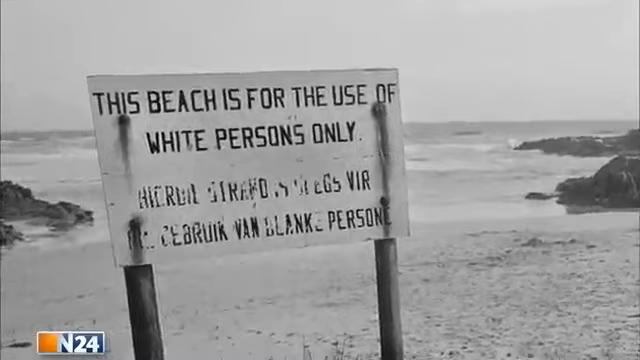 THIS BEACH IS FOR THE USE OF
WHITE PERSONS ONLY.
STRAND IS SLEGS VIR
GEBRUIK VAN BLANKE PERSONE
N24